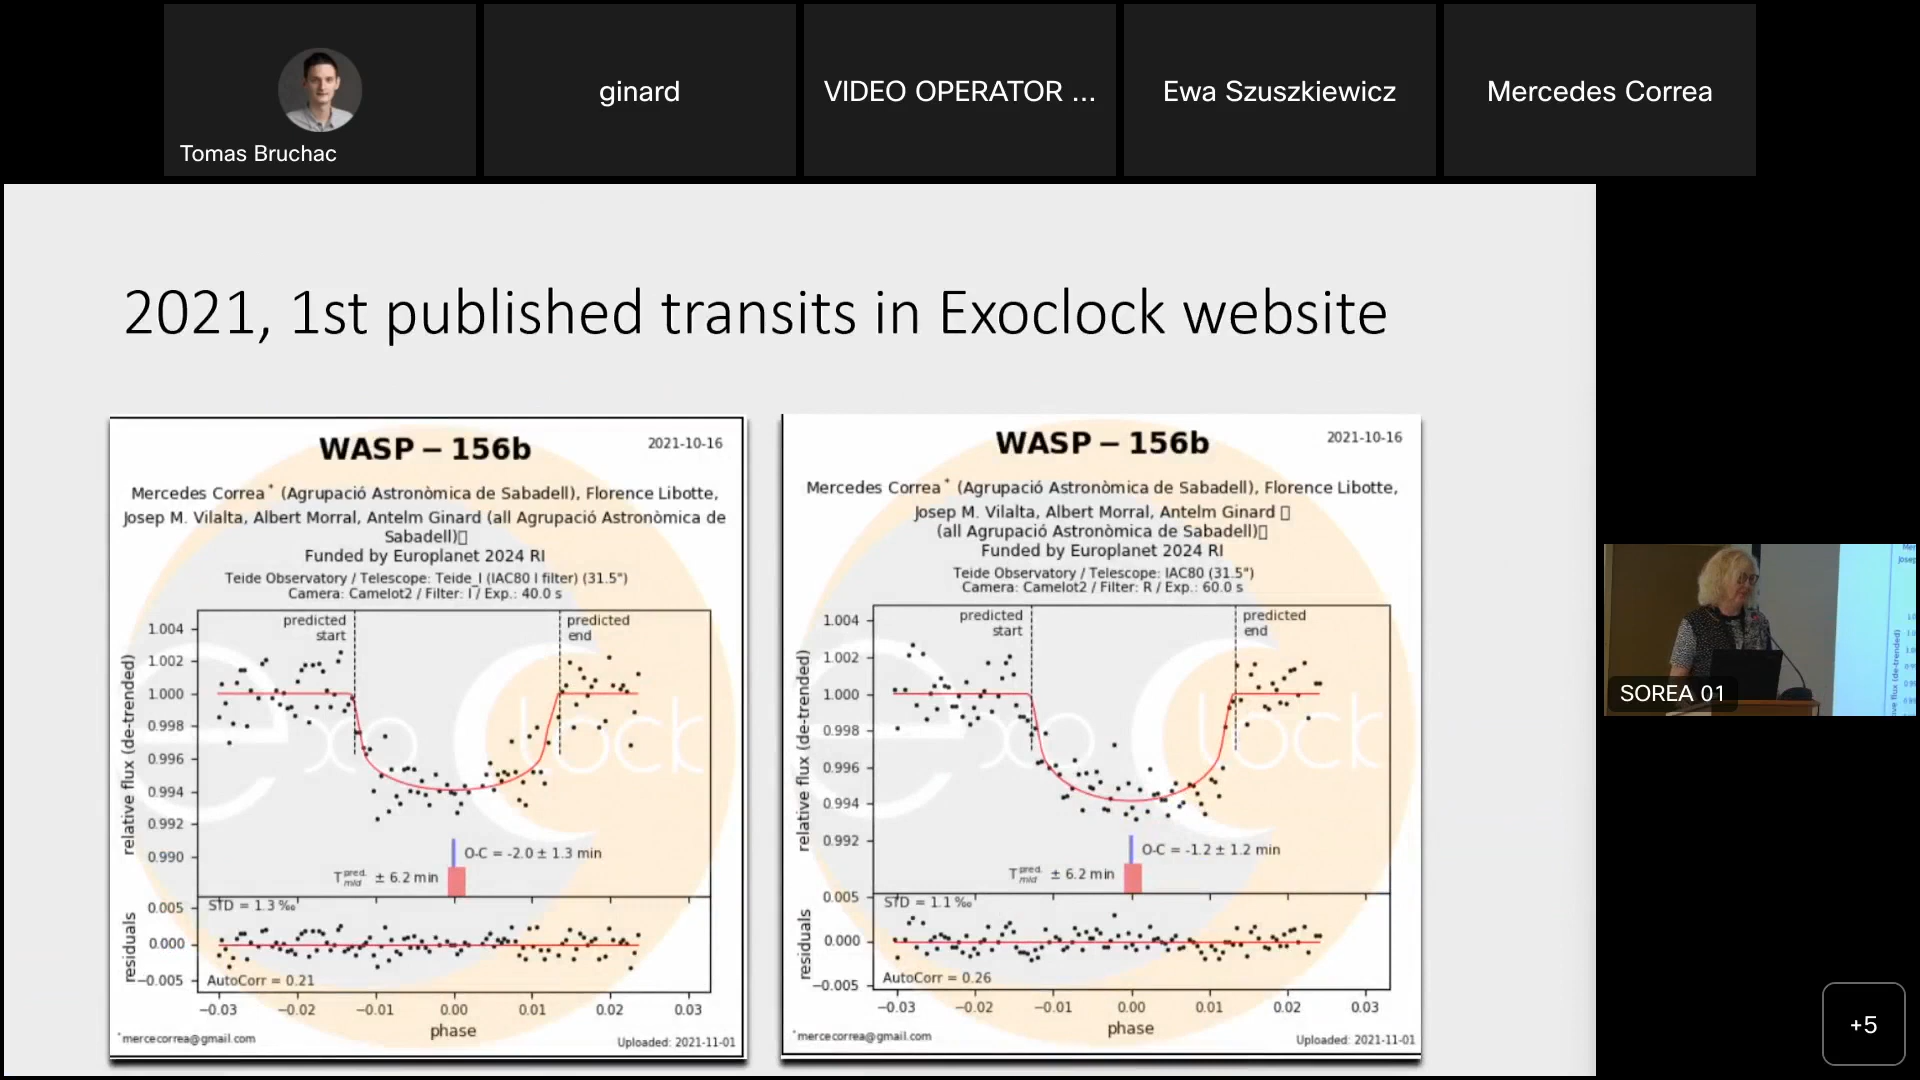 Tomas Bruchac
ginard
VIDEO OPERATOR ...
Ewa Szuszkiewicz
Mercedes Correa
2021, 1st published transits in Exoclock website
WASP – 156b
2021-10-16
Mercedes Correa* (Agrupació Astronòmica de Sabadell), Florence Libotte,
Josep M. Vilalta, Albert Morral, Antelm Ginard (all Agrupació Astronòmica de
Sabadell)
Funded by Europlanet 2024 RI
Teide Observatory / Telescope: Teide_I (IAC80 I filter) (31.5")
Camera: Camelot2 / Filter: I / Exp.: 40.0 s
predicted
start
predicted
end
1.004
1.002
1.000
0.998
0.996
0.994
0.992
0.990
relative flux (de-trended)
exo Clock
O-C = -2.0 ± 1.3 min
T pred. mid ± 6.2 min
STD = 1.3 ‰
0.005
0.000
−0.005
residuals
AutoCorr = 0.21
−0.03 −0.02 −0.01 0.00 0.01 0.02 0.03
phase
*mercecorrea@gmail.com
Uploaded: 2021-11-01
WASP – 156b
2021-10-16
Mercedes Correa* (Agrupació Astronòmica de Sabadell), Florence Libotte,
Josep M. Vilalta, Albert Morral, Antelm Ginard
(all Agrupació Astronòmica de Sabadell)
Funded by Europlanet 2024 RI
Teide Observatory / Telescope: IAC80 (31.5")
Camera: Camelot2 / Filter: R / Exp.: 60.0 s
predicted
start
predicted
end
1.004
1.002
1.000
0.998
0.996
0.994
0.992
relative flux (de-trended)
exo Clock
O-C = -1.2 ± 1.2 min
T pred. mid ± 6.2 min
STD = 1.1 ‰
0.005
0.000
−0.005
residuals
AutoCorr = 0.26
−0.03 −0.02 −0.01 0.00 0.01 0.02 0.03
phase
*mercecorrea@gmail.com
Uploaded: 2021-11-01
SOREA 01
+5